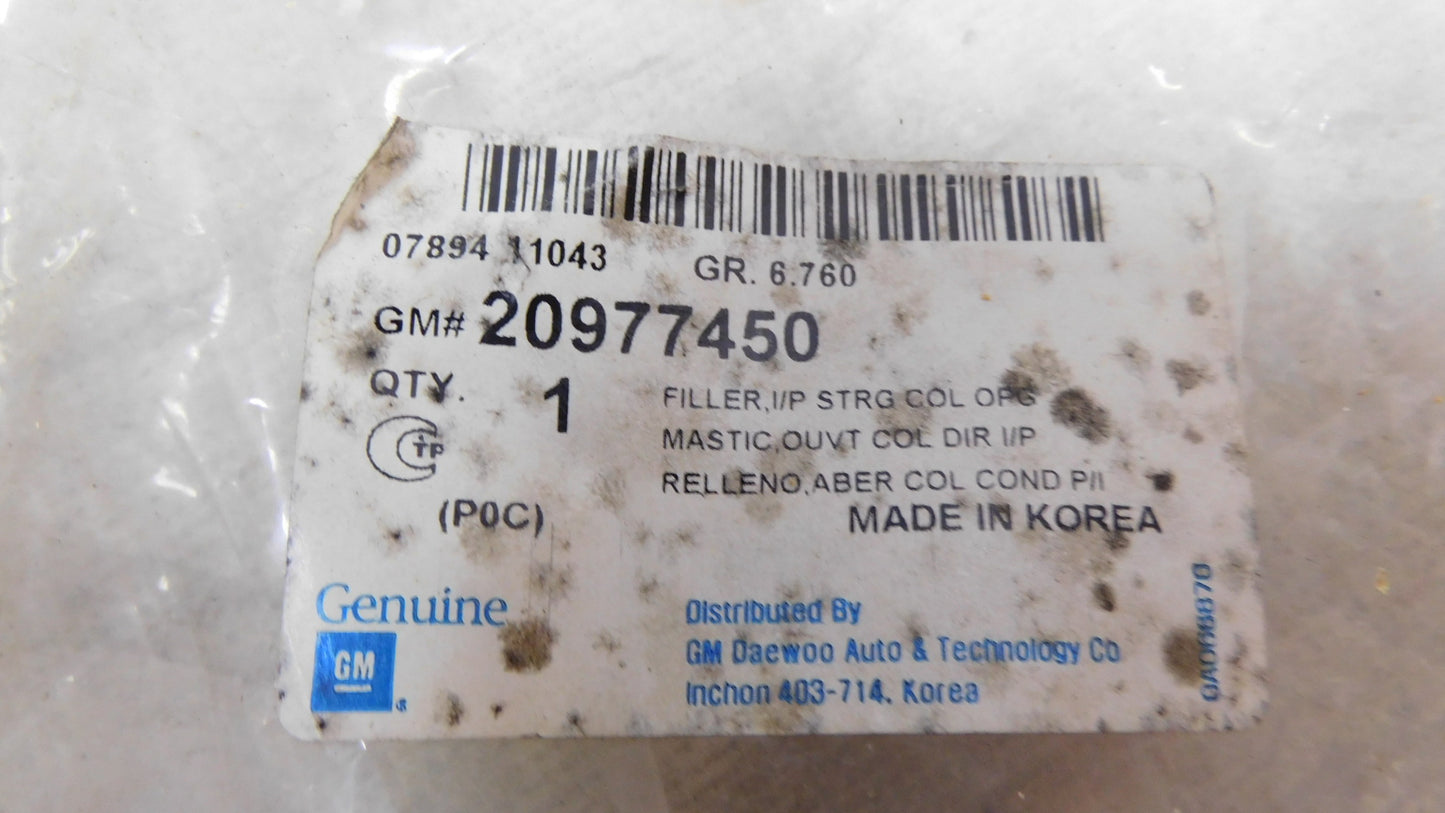 07894 11043 GR. 6.760
GM# 20977450
QTY. 1
FILLER,I/P STRG COL OPG
MASTIC,OUVT COL DIR I/P
RELLENO,ABER COL COND P/I
(P0C)
MADE IN KOREA
Genuine
GM
Distributed By
GM Daewoo Auto & Technology Co
Inchon 403-714. Korea